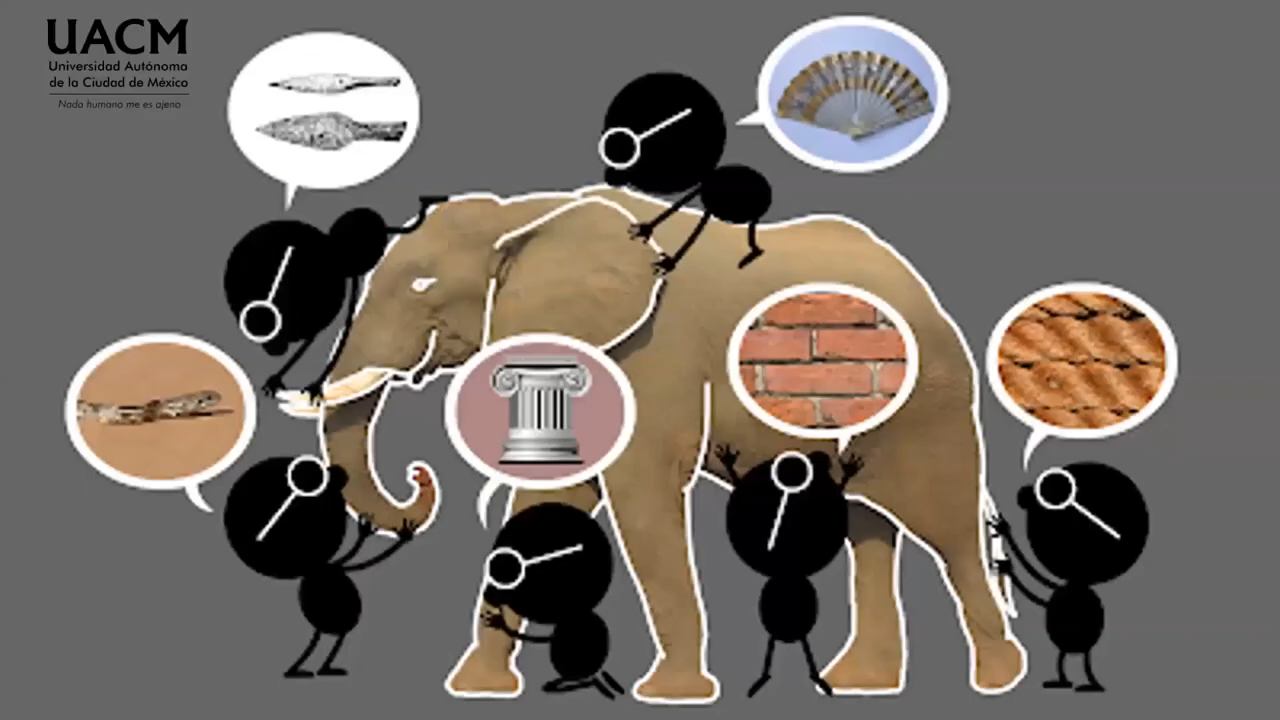 UACM
Universidad Autónoma
de la Ciudad de México
Nada humano me es ajeno